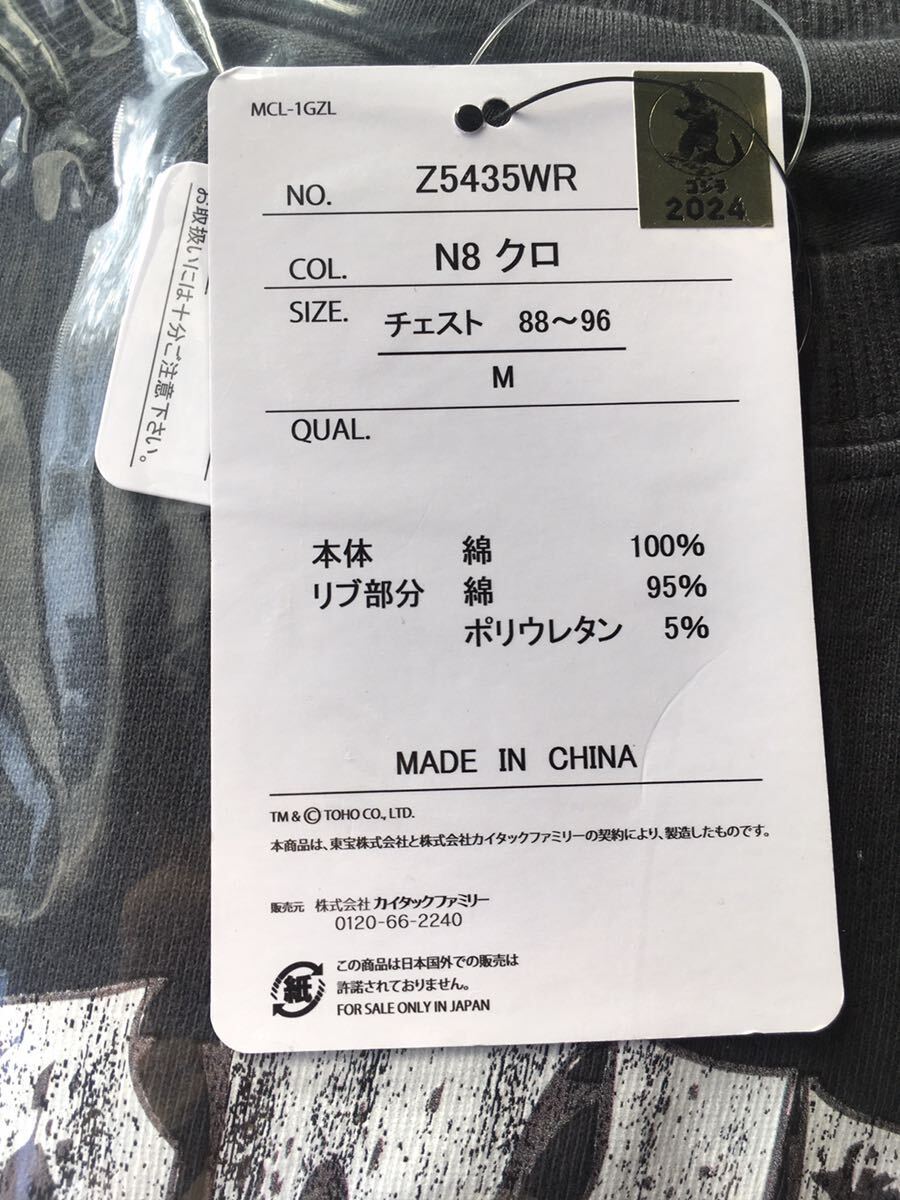 MCL-1GZL
ゴジラ
2024
NO. Z5435WR
COL. N8 クロ
SIZE. チェスト 88～96
M
QUAL.
本体 綿 100%
リブ部分 綿 95%
ポリウレタン 5%
MADE IN CHINA
TM & © TOHO CO., LTD.
本商品は、東宝株式会社と株式会社カイタックファミリーの契約により、製造したものです。
販売元 株式会社 カイタックファミリー
0120-66-2240
紙
この商品は日本国外での販売は
許諾されておりません。
FOR SALE ONLY IN JAPAN
お取扱いには十分ご注意下さい。